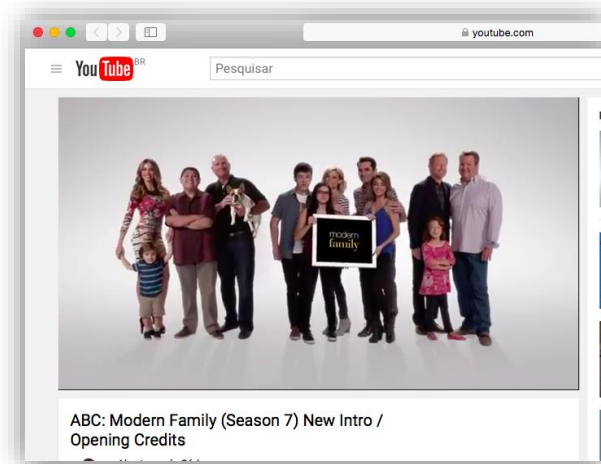 youtube.com
YouTube BR
Pesquisar
modern
family
ABC: Modern Family (Season 7) New Intro /
Opening Credits